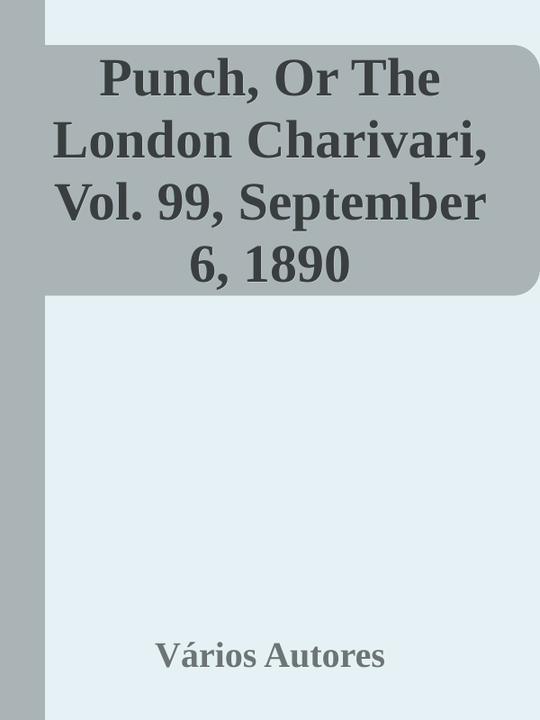 Punch, Or The
London Charivari,
Vol. 99, September
6, 1890
Vários Autores